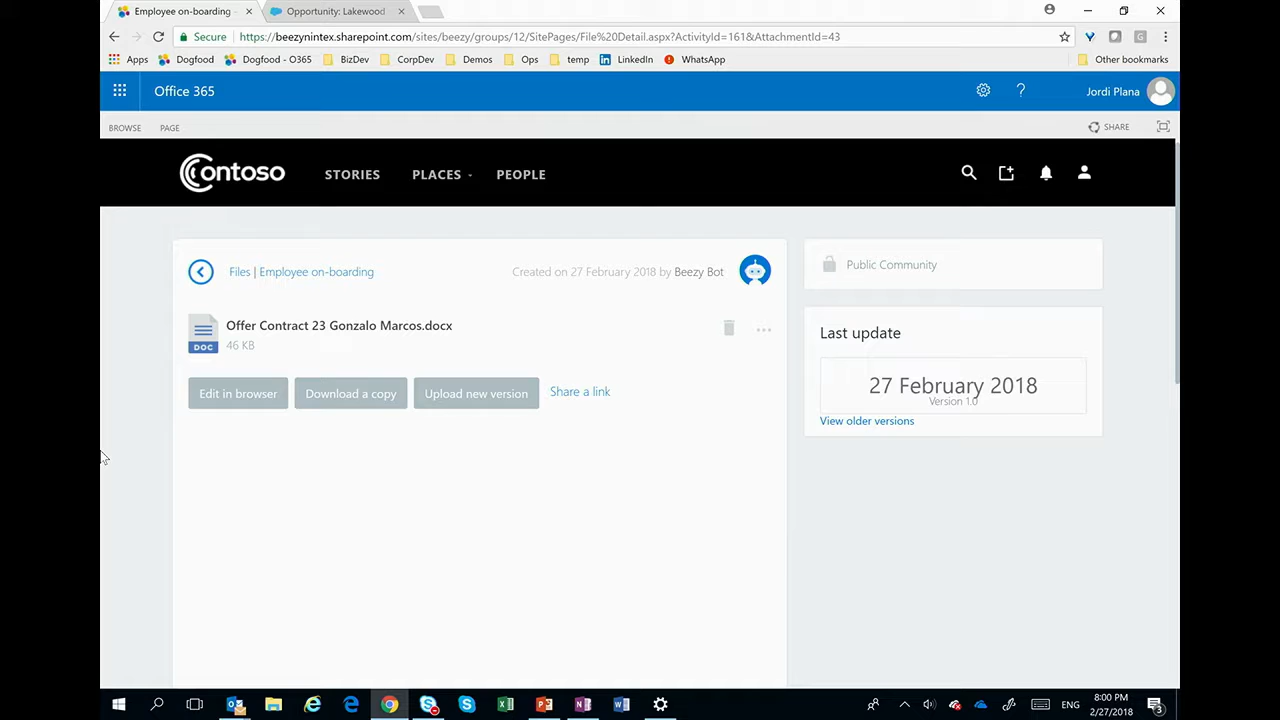 Employee on-boarding
Opportunity: Lakewood
Secure
https://beezynintex.sharepoint.com/sites/beezy/groups/12/SitePages/File%20Detail.aspx?ActivityId=161&AttachmentId=43
Apps Dogfood Dogfood - O365 BizDev CorpDev Demos Ops temp LinkedIn WhatsApp Other bookmarks
Office 365
? Jordi Plana
BROWSE PAGE SHARE
Contoso STORIES PLACES PEOPLE
Files | Employee on-boarding Created on 27 February 2018 by Beezy Bot
Public Community
Offer Contract 23 Gonzalo Marcos.docx
DOC
46 KB
Edit in browser Download a copy Upload new version Share a link
Last update
27 February 2018
Version 1.0
View older versions
ENG
8:00 PM
2/27/2018
3